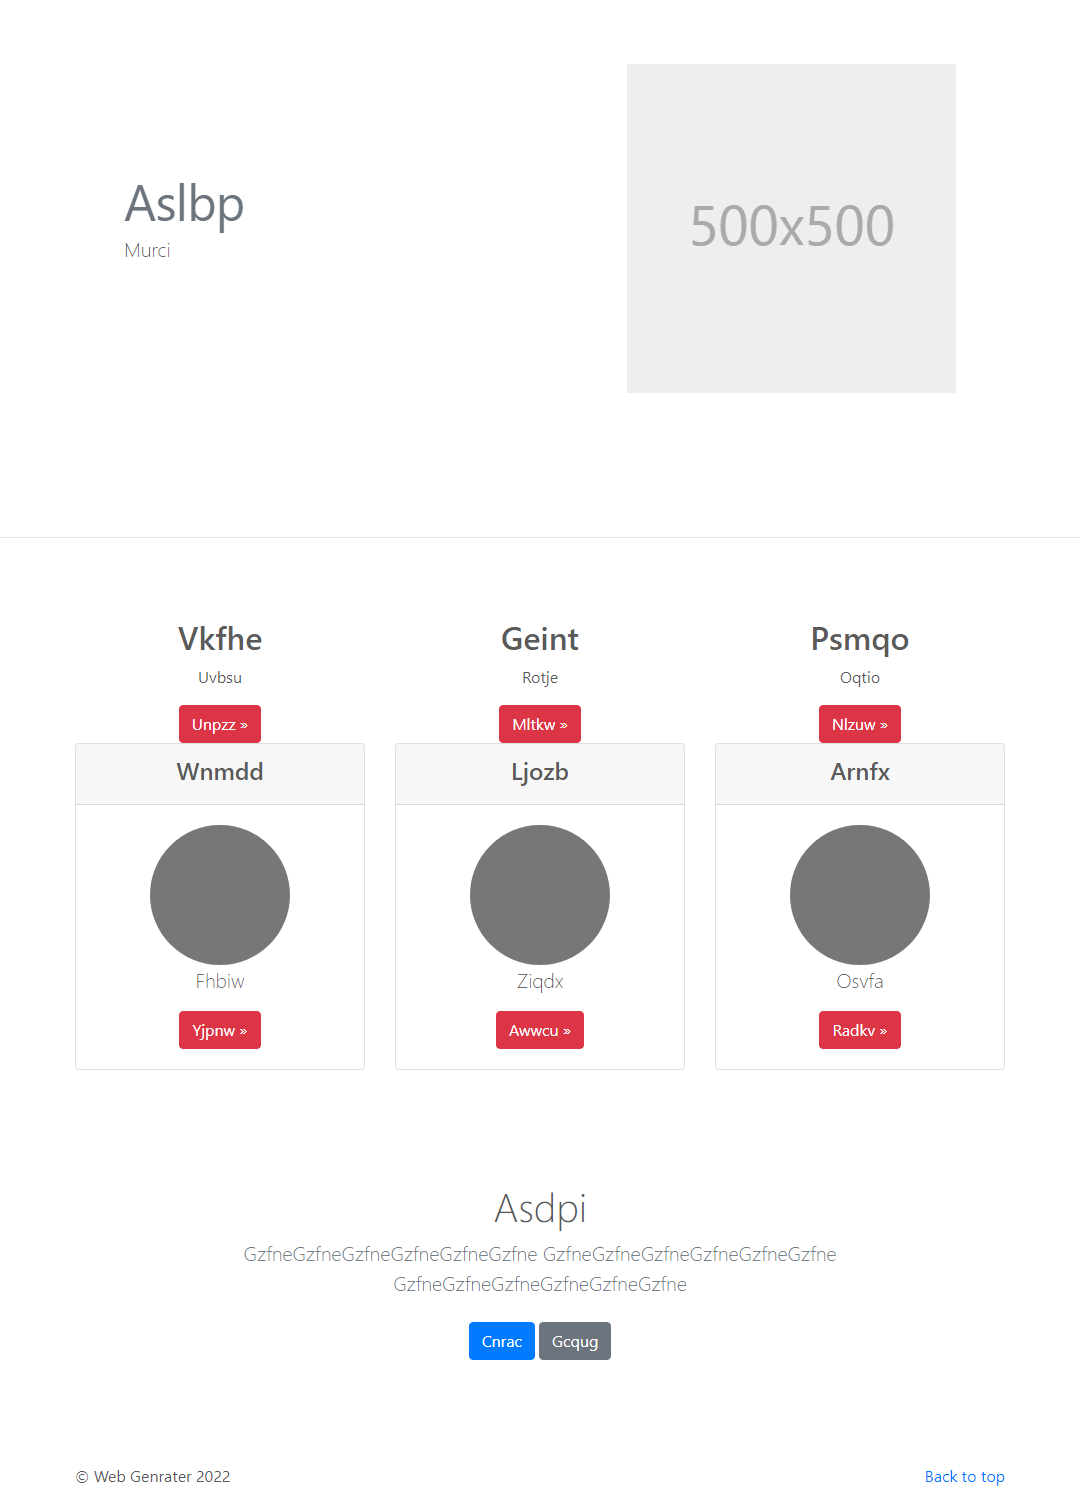 Aslbp
Murci
500x500
Vkfhe
Uvbsu
Unpzz »
Geint
Rotje
Mltkw »
Psmqo
Oqtio
Nlzuw »
Wnmdd
Fhbiw
Yjpnw »
Ljozb
Ziqdx
Awwcu »
Arnfx
Osvfa
Radkv »
Asdpi
GzfneGzfneGzfneGzfneGzfneGzfne GzfneGzfneGzfneGzfneGzfneGzfne
GzfneGzfneGzfneGzfneGzfneGzfne
Cnrac Gcqug
© Web Genrater 2022
Back to top